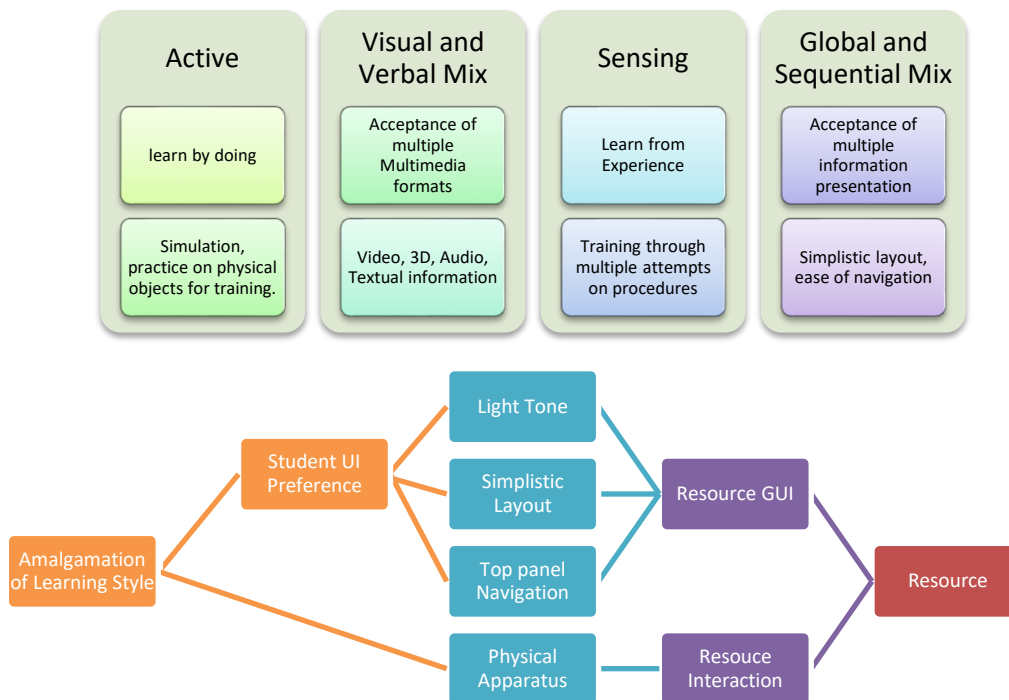 Active
learn by doing
Simulation,
practice on physical
objects for training.
Visual and
Verbal Mix
Acceptance of
multiple
Multimedia
formats
Video, 3D, Audio,
Textual information
Sensing
Learn from
Experience
Training through
multiple attempts
on procedures
Global and
Sequential Mix
Acceptance of
multiple
information
presentation
Simplistic layout,
ease of navigation
Amalgamation
of Learning Style
Student UI
Preference
Light Tone
Simplistic
Layout
Top panel
Navigation
Physical
Apparatus
Resource GUI
Resouce
Interaction
Resource